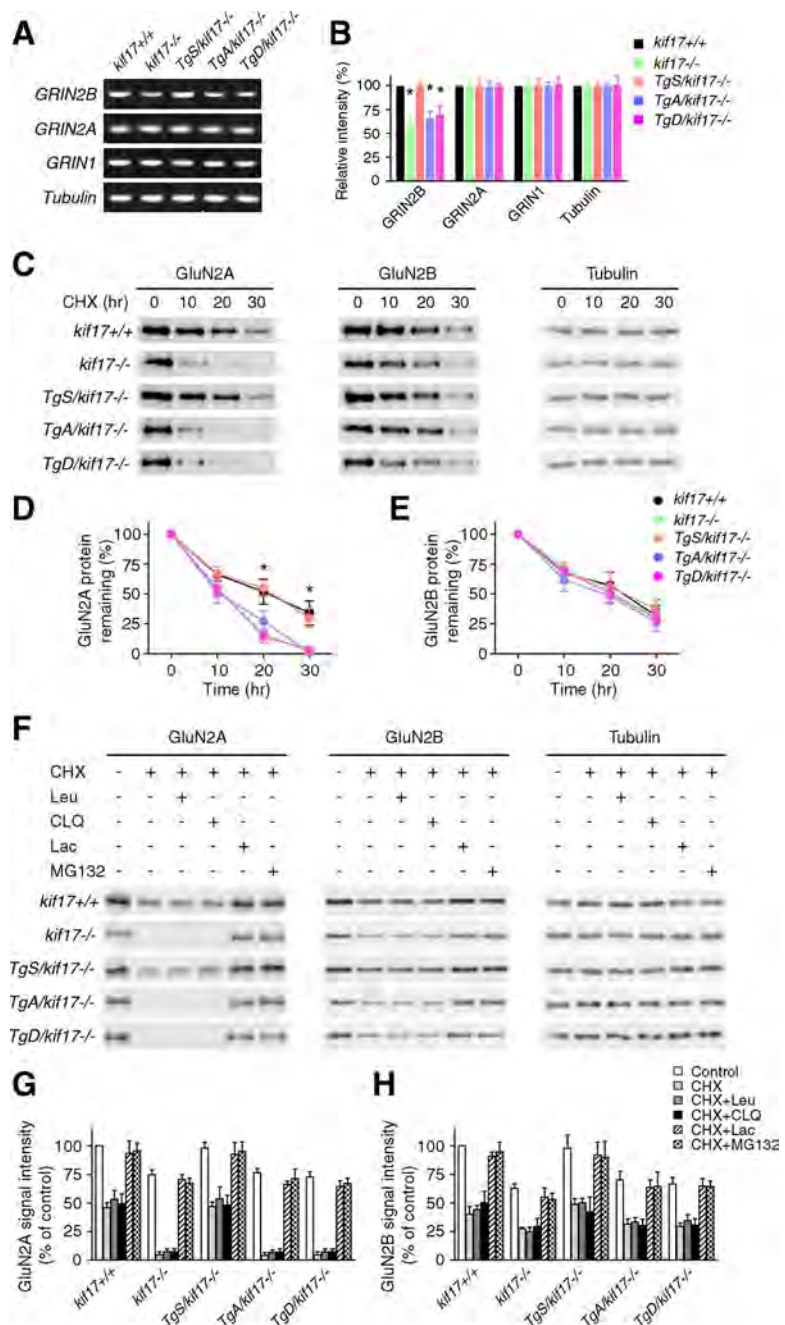 A
kif17+/+ kif17-/- TgS/kif17-/- TgA/kif17-/- TgD/kif17-/-
GRIN2B
GRIN2A
GRIN1
Tubulin
B
Relative intensity (%)
100
75
50
25
* * *
GRIN2B GRIN2A GRIN1 Tubulin
kif17+/+
kif17-/-
TgS/kif17-/-
TgA/kif17-/-
TgD/kif17-/-
C
GluN2A GluN2B Tubulin
CHX (hr) 0 10 20 30 0 10 20 30 0 10 20 30
kif17+/+
kif17-/-
TgS/kif17-/-
TgA/kif17-/-
TgD/kif17-/-
D
GluN2A protein
remaining (%)
100
75
50
25
0
* *
0 10 20 30
Time (hr)
E
GluN2B protein
remaining (%)
100
75
50
25
0
0 10 20 30
Time (hr)
kif17+/+
kif17-/-
TgS/kif17-/-
TgA/kif17-/-
TgD/kif17-/-
F
GluN2A GluN2B Tubulin
CHX - + + + + + - + + + + + - + + + + +
Leu - - + - - - - - + - - - - - + - - -
CLQ - - - + - - - - - + - - - - - + - -
Lac - - - - + - - - - - + - - - - - + -
MG132 - - - - - + - - - - - + - - - - - +
kif17+/+
kif17-/-
TgS/kif17-/-
TgA/kif17-/-
TgD/kif17-/-
G
GluN2A signal intensity
(% of control)
100
75
50
25
0
kif17+/+ kif17-/- TgS/kif17-/- TgA/kif17-/- TgD/kif17-/-
H
GluN2B signal intensity
(% of control)
100
75
50
25
0
kif17+/+ kif17-/- TgS/kif17-/- TgA/kif17-/- TgD/kif17-/-
Control
CHX
CHX+Leu
CHX+CLQ
CHX+Lac
CHX+MG132